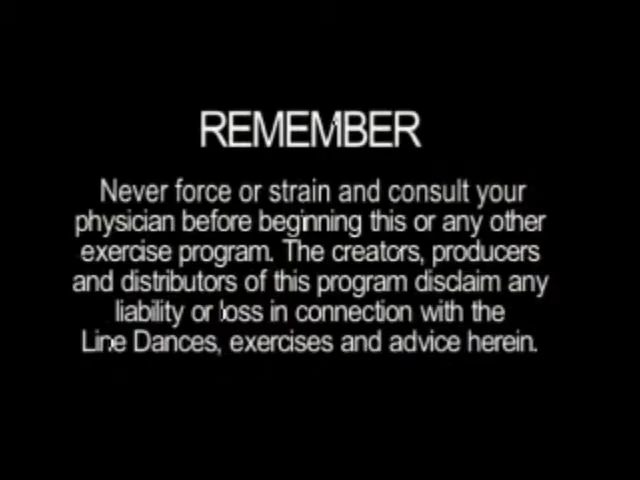 REMEMBER
Never force or strain and consult your
physician before beginning this or any other
exercise program. The creators, producers
and distributors of this program disclaim any
liability or loss in connection with the
Line Dances, exercises and advice herein.